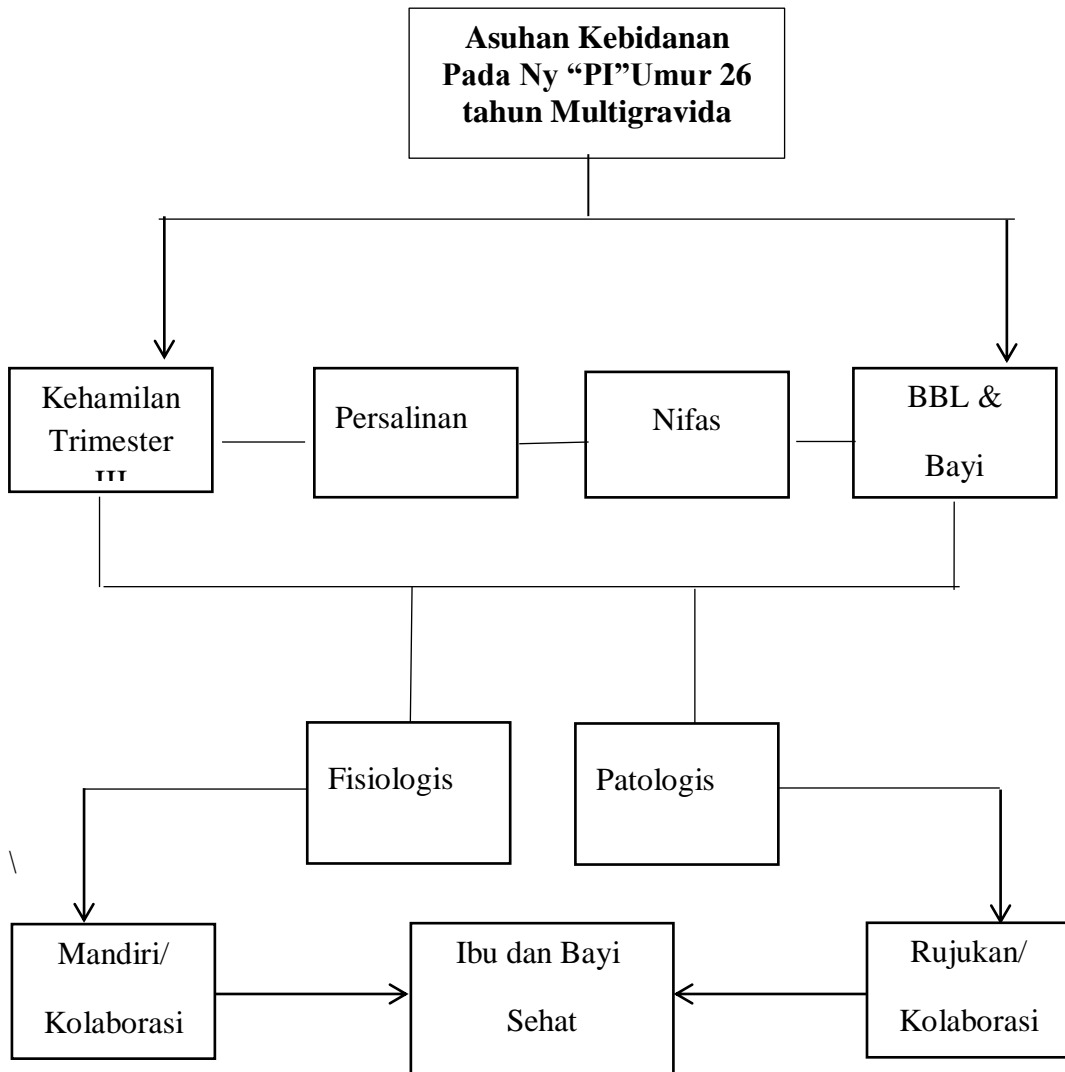 Asuhan Kebidanan
Pada Ny “PI”Umur 26
tahun Multigravida
Kehamilan
Trimester
III
Persalinan
Nifas
BBL &
Bayi
Fisiologis
Patologis
\
Mandiri/
Kolaborasi
Ibu dan Bayi
Sehat
Rujukan/
Kolaborasi